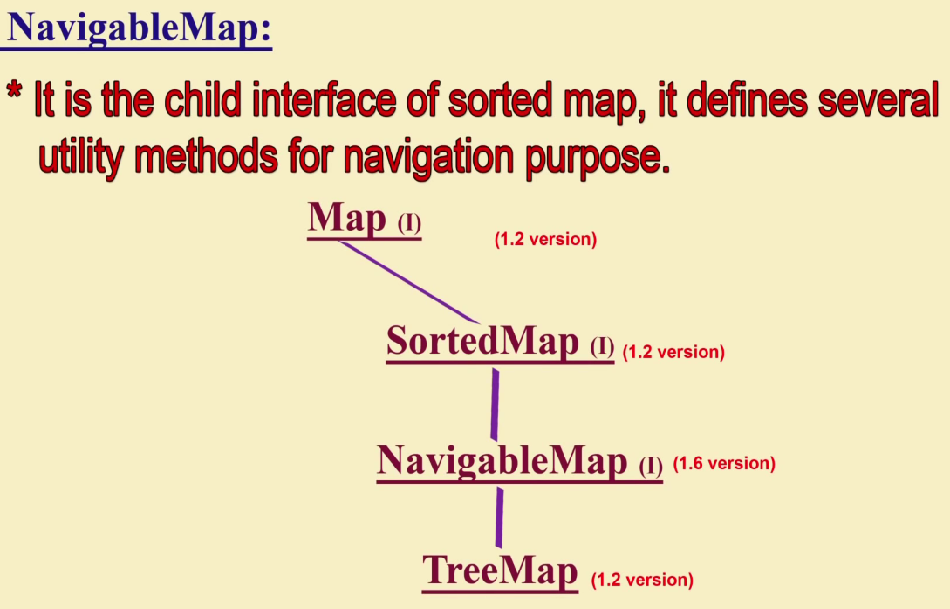 NavigableMap:
* It is the child interface of sorted map, it defines several
utility methods for navigation purpose.
Map (I) (1.2 version)
SortedMap (I) (1.2 version)
NavigableMap (I) (1.6 version)
TreeMap (1.2 version)